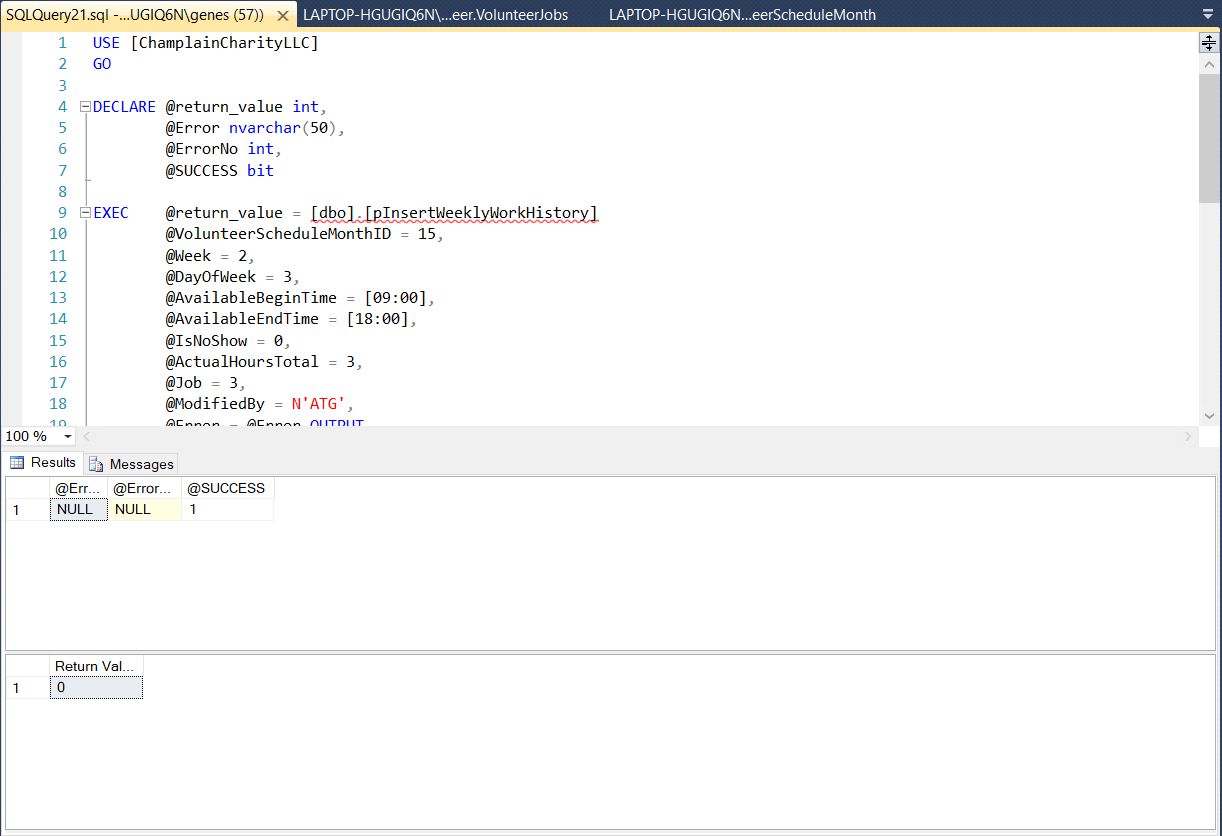 SQLQuery21.sql -...UGIQ6N\genes (57)) LAPTOP-HGUGIQ6N\...eer.VolunteerJobs LAPTOP-HGUGIQ6N...eerScheduleMonth
1 USE [ChamplainCharityLLC]
2 GO
3
4 DECLARE @return_value int,
5 @Error nvarchar(50),
6 @ErrorNo int,
7 @SUCCESS bit
8
9 EXEC @return_value = [dbo].[pInsertWeeklyWorkHistory]
10 @VolunteerScheduleMonthID = 15,
11 @Week = 2,
12 @DayOfWeek = 3,
13 @AvailableBeginTime = [09:00],
14 @AvailableEndTime = [18:00],
15 @IsNoShow = 0,
16 @ActualHoursTotal = 3,
17 @Job = 3,
18 @ModifiedBy = N'ATG',
19 @Error = @Error OUTPUT
100 %
Results Messages
@Err... @Error... @SUCCESS
1 NULL NULL 1
Return Val...
1 0